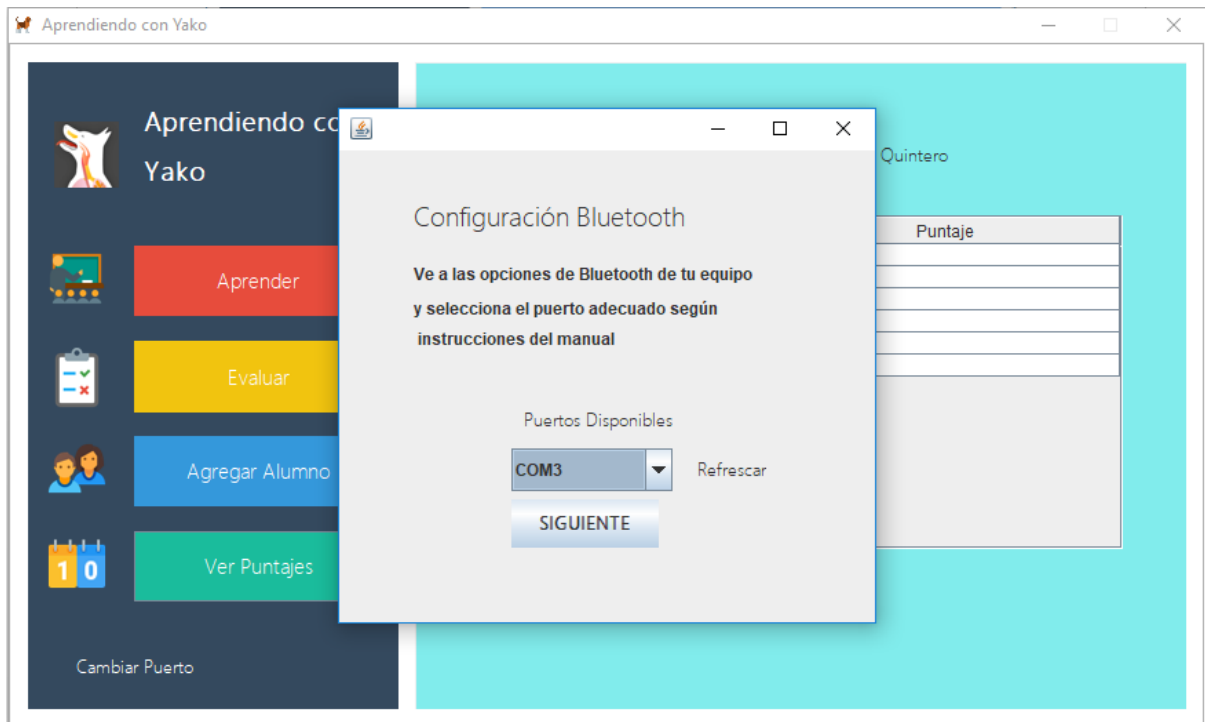 Aprendiendo con Yako
Aprendiendo co
Yako
Aprender
Evaluar
Agregar Alumno
1 0
Ver Puntajes
Cambiar Puerto
Configuración Bluetooth
Ve a las opciones de Bluetooth de tu equipo
y selecciona el puerto adecuado según
instrucciones del manual
Puertos Disponibles
COM3
Refrescar
SIGUIENTE
Quintero
Puntaje